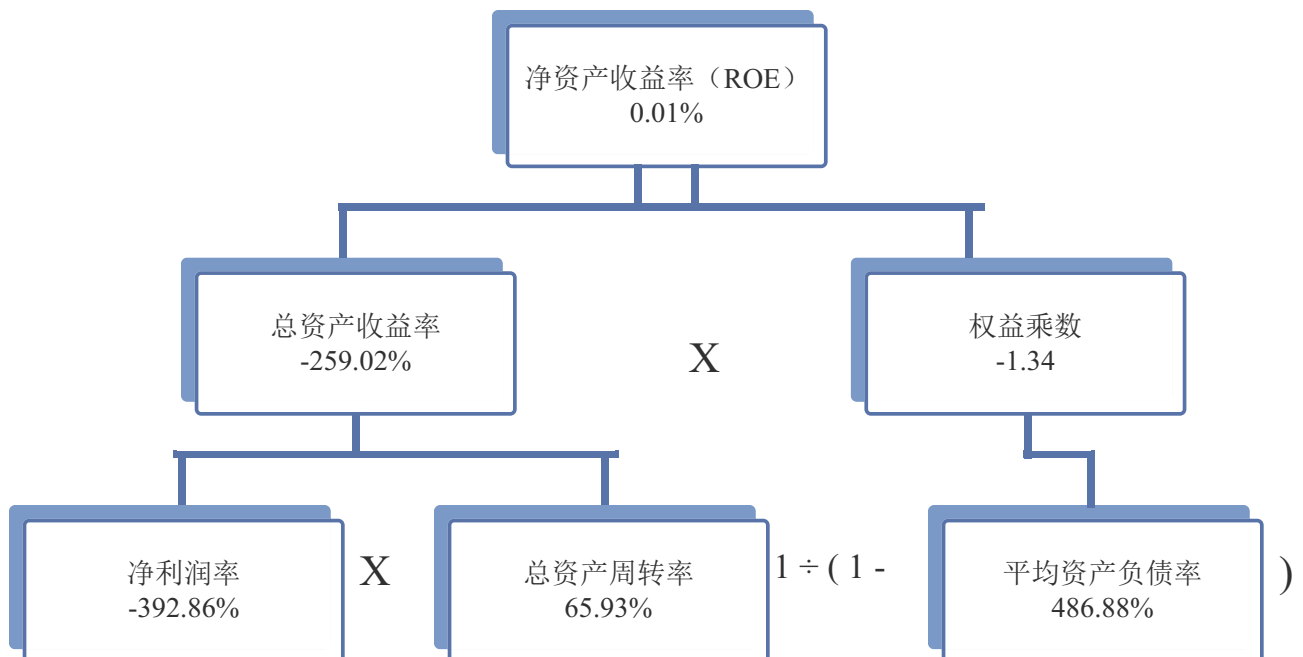 净资产收益率（ROE）
0.01%
总资产收益率
-259.02%
X
权益乘数
-1.34
净利润率
-392.86%
X
总资产周转率
65.93%
1 ÷ ( 1 -
平均资产负债率
486.88%
)